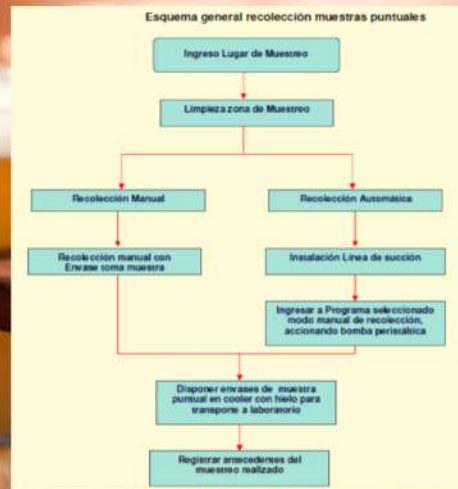 Esquema general recolección muestras puntuales
Ingreso Lugar de Muestreo
Limpieza zona de Muestreo
Recolección Manual
Recolección Automática
Recolección manual con
Envase toma muestra
Instalación Línea de succión
Ingresar a Programa seleccionado
modo manual de recolección,
accionando bomba peristáltica
Disponer envases de muestra
puntual en cooler con hielo para
transporte a laboratorio
Registrar antecedentes del
muestreo realizado